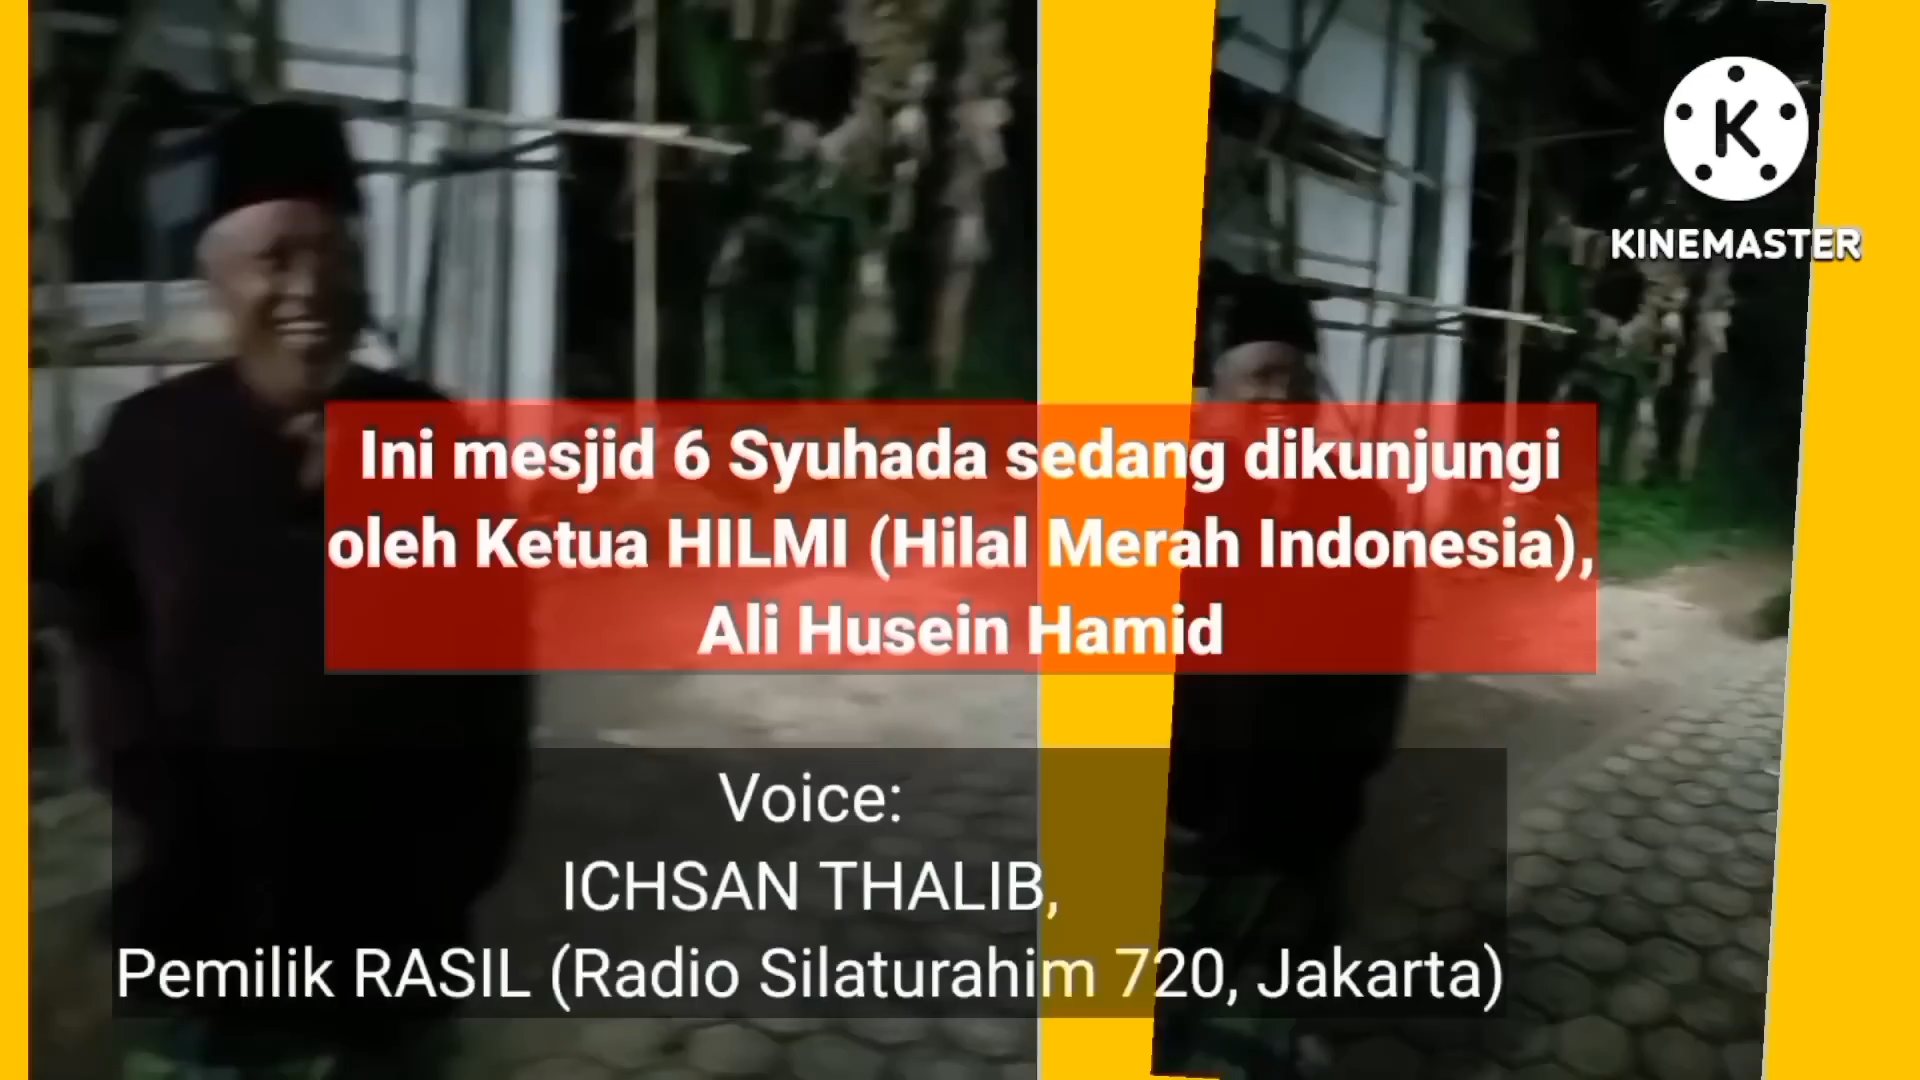 K
KINEMASTER
Ini mesjid 6 Syuhada sedang dikunjungi
oleh Ketua HILMI (Hilal Merah Indonesia),
Ali Husein Hamid
Voice:
ICHSAN THALIB,
Pemilik RASIL (Radio Silaturahim 720, Jakarta)